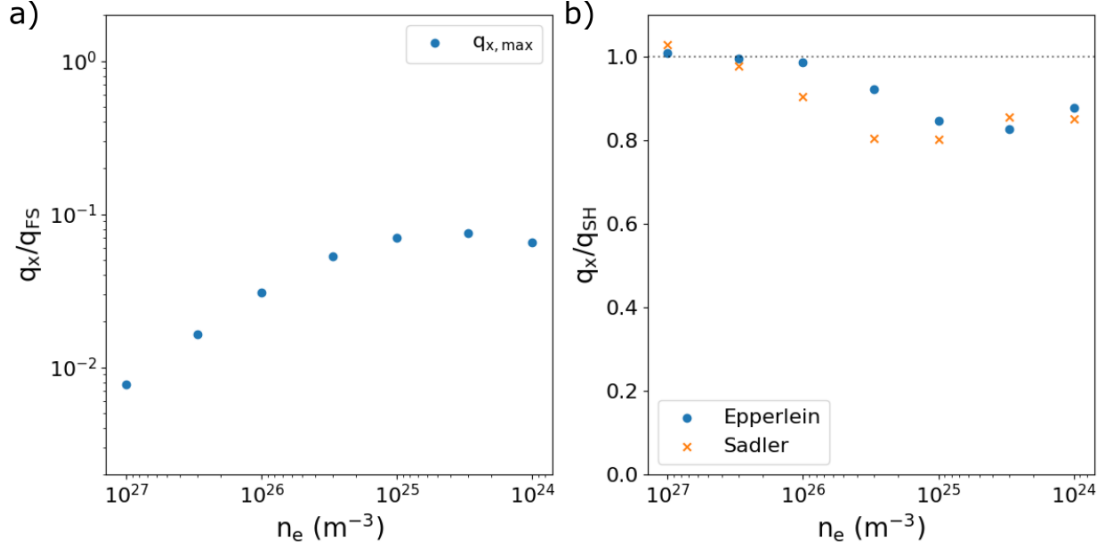 a)
q_x,max
10^0
10^-1
10^-2
q_x/q_FS
10^27
10^26
10^25
10^24
n_e (m^-3)
b)
1.0
0.8
0.6
0.4
0.2
0.0
q_x/q_SH
Epperlein
Sadler
10^27
10^26
10^25
10^24
n_e (m^-3)